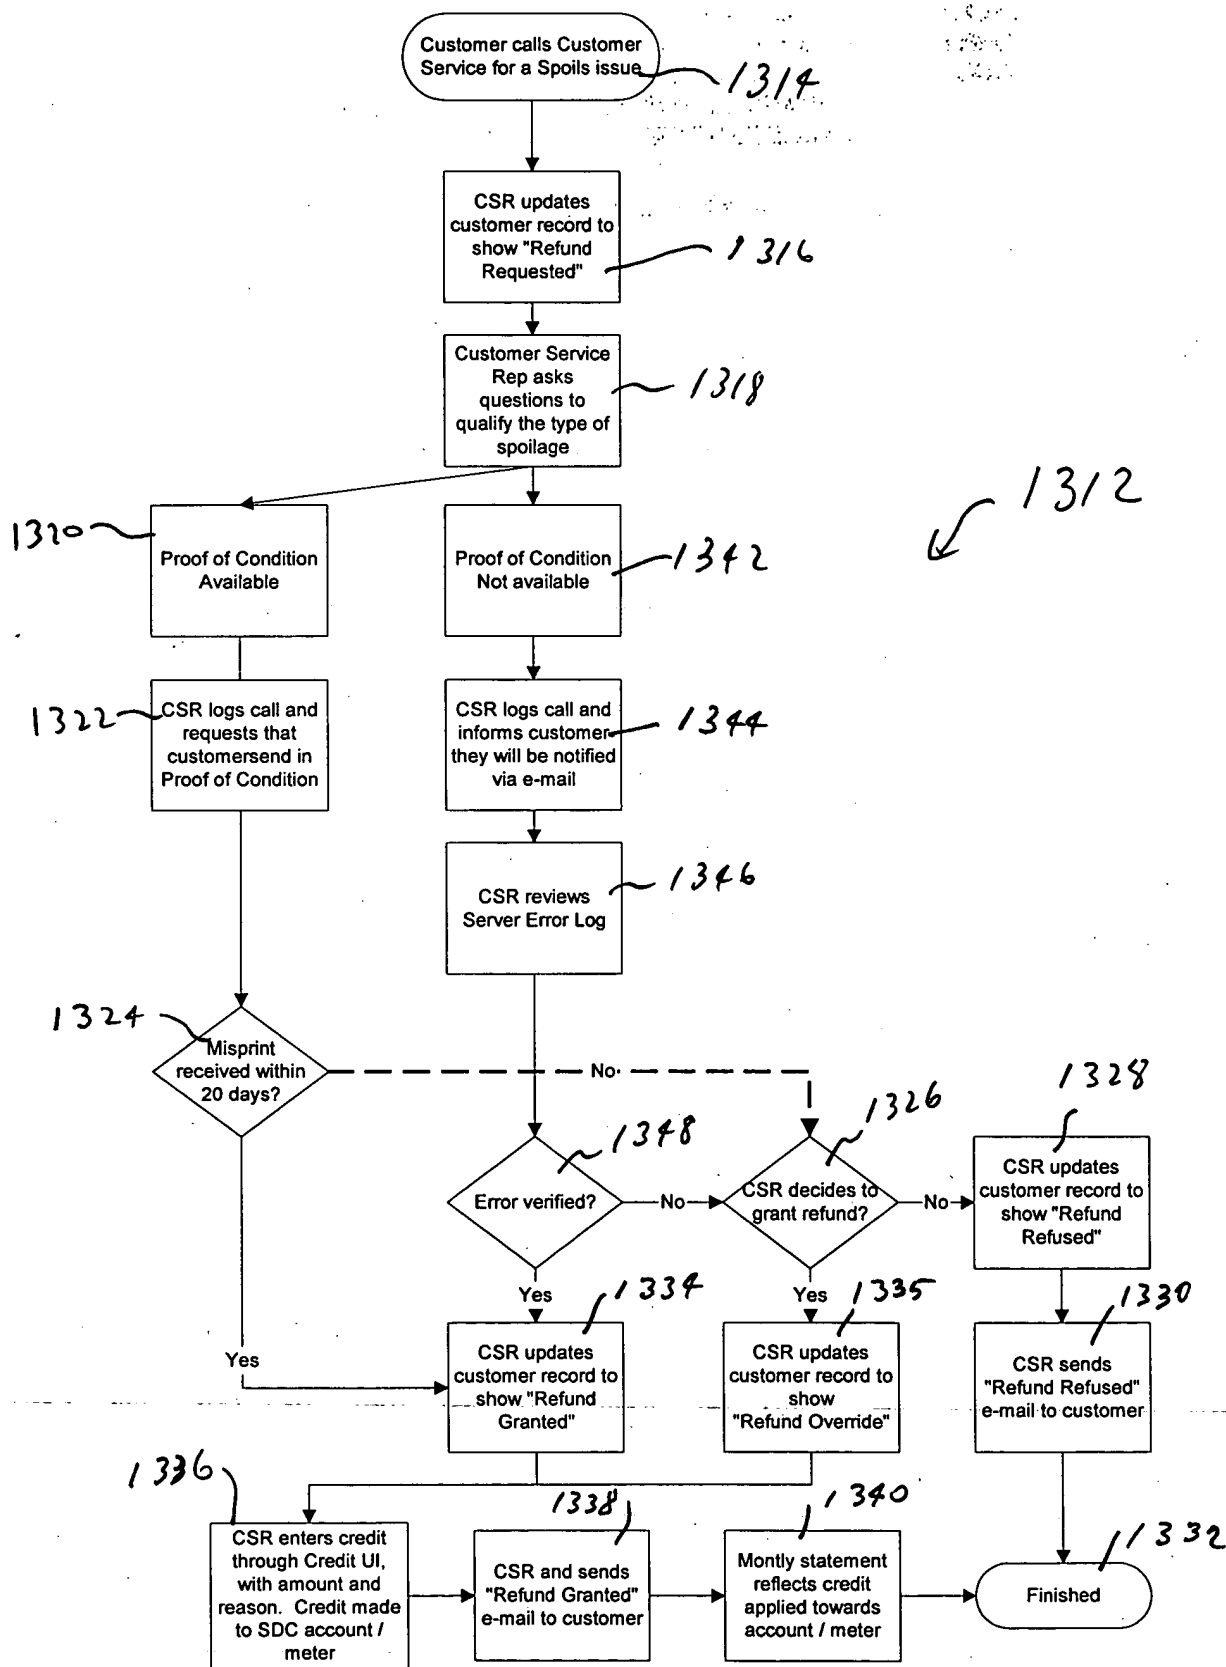 Customer calls Customer
Service for a Spoils issue
1314
CSR updates
customer record to
show "Refund
Requested"
1316
Customer Service
Rep asks
questions to
qualify the type of
spoilage
1318
1312
1320
Proof of Condition
Available
Proof of Condition
Not available
1342
1322
CSR logs call and
requests that
customersend in
Proof of Condition
CSR logs call and
informs customer
they will be notified
via e-mail
1344
CSR reviews
Server Error Log
1346
1324
Misprint
received within
20 days?
No
1348
Error verified?
No
1326
CSR decides to
grant refund?
No
1328
CSR updates
customer record to
show "Refund
Refused"
Yes
Yes
Yes
1334
CSR updates
customer record to
show "Refund
Granted"
1335
CSR updates
customer record to
show
"Refund Override"
1330
CSR sends
"Refund Refused"
e-mail to customer
1336
CSR enters credit
through Credit UI,
with amount and
reason. Credit made
to SDC account /
meter
1338
CSR and sends
"Refund Granted"
e-mail to customer
1340
Montly statement
reflects credit
applied towards
account / meter
1332
Finished